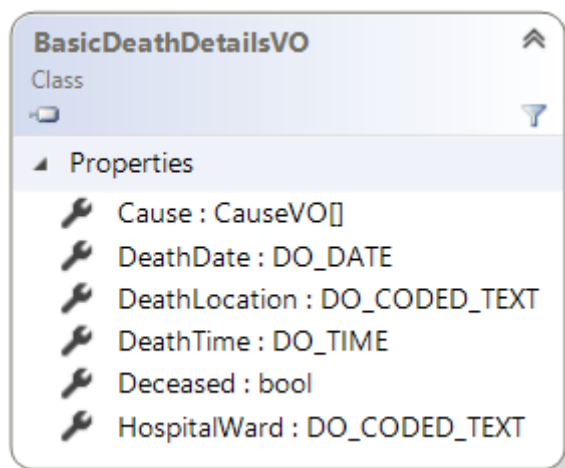 BasicDeathDetailsVO
Class
Properties
Cause : CauseVO[]
DeathDate : DO_DATE
DeathLocation : DO_CODED_TEXT
DeathTime : DO_TIME
Deceased : bool
HospitalWard : DO_CODED_TEXT